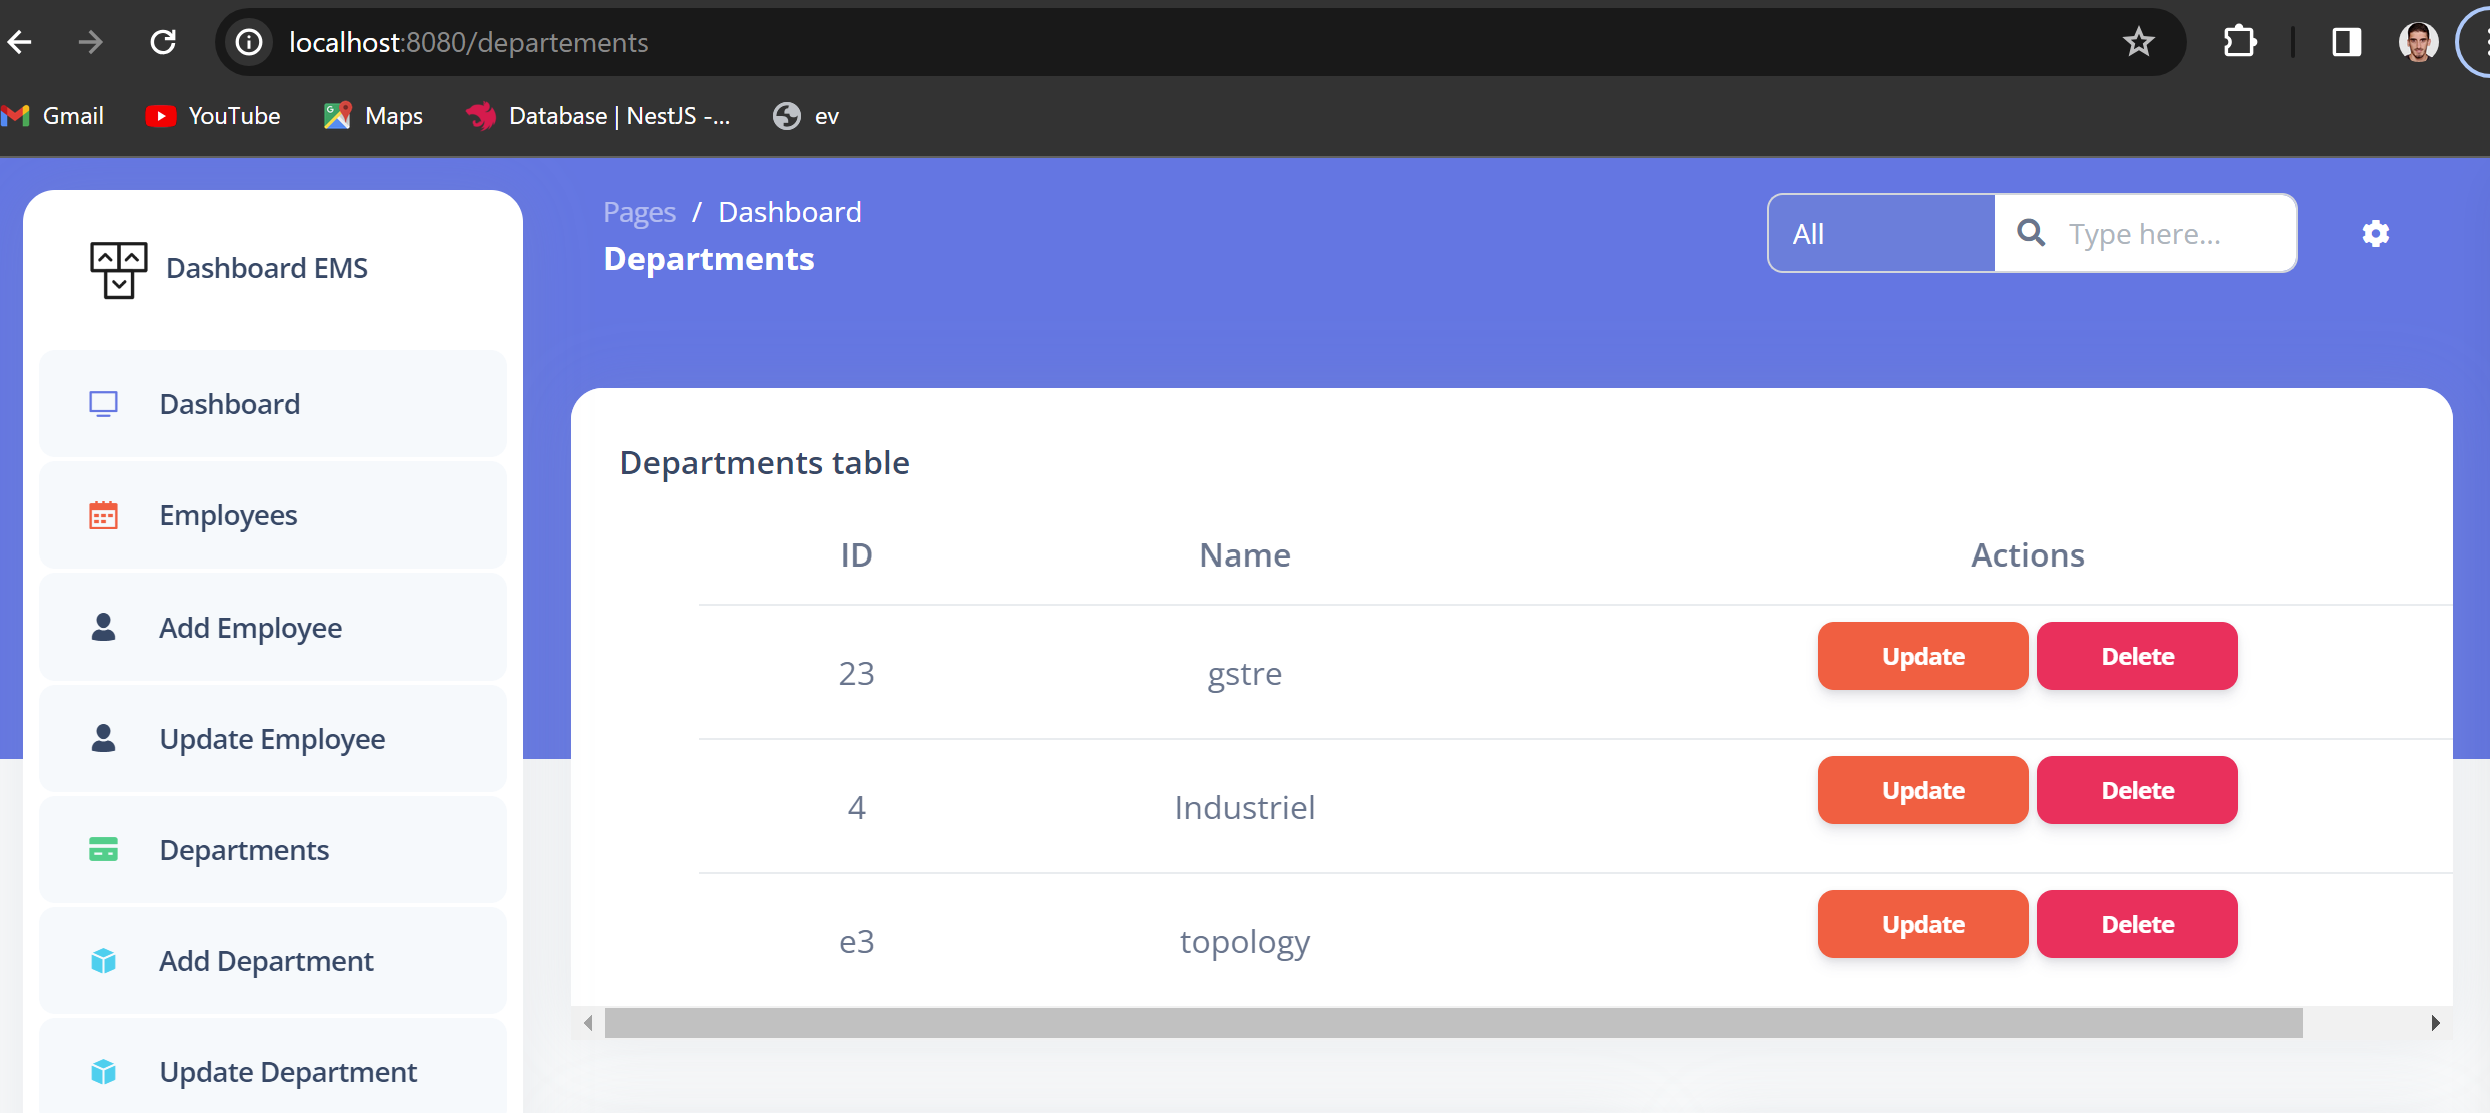 localhost:8080/departements
Gmail YouTube Maps Database | NestJS -... ev
Dashboard EMS
Dashboard
Employees
Add Employee
Update Employee
Departments
Add Department
Update Department
Pages / Dashboard
Departments
All Type here...
Departments table
ID Name Actions
23 gstre Update Delete
4 Industriel Update Delete
e3 topology Update Delete